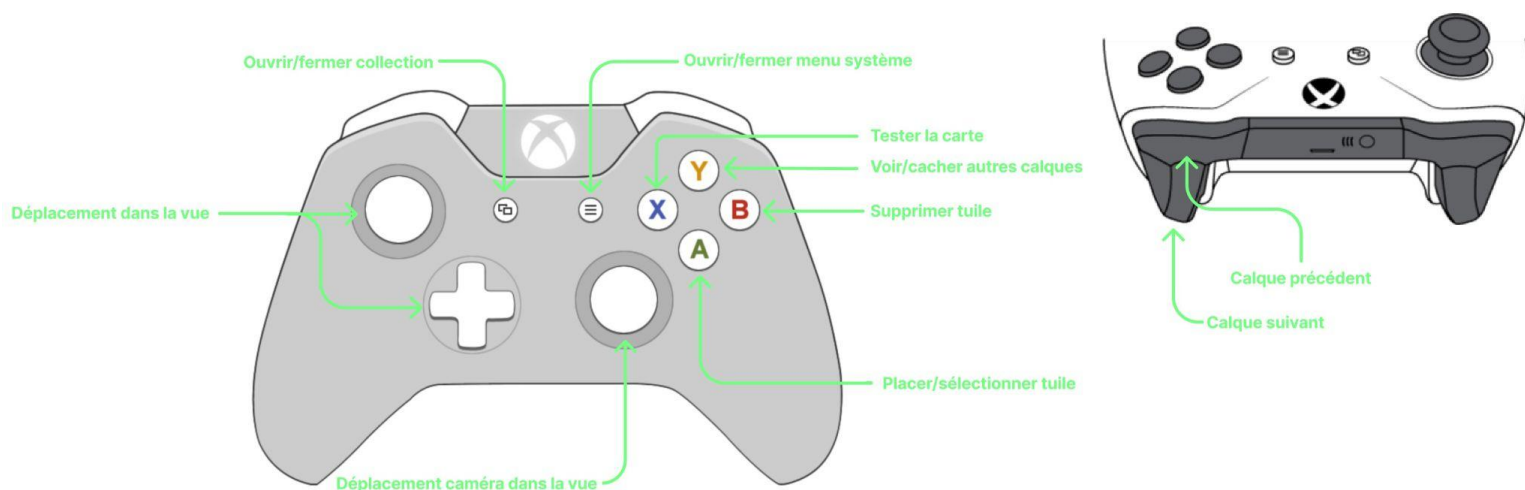 Ouvrir/fermer collection
Ouvrir/fermer menu système
Tester la carte
Y
Voir/cacher autres calques
Déplacement dans la vue
X
B
Supprimer tuile
A
Calque précédent
Calque suivant
Placer/sélectionner tuile
Déplacement caméra dans la vue